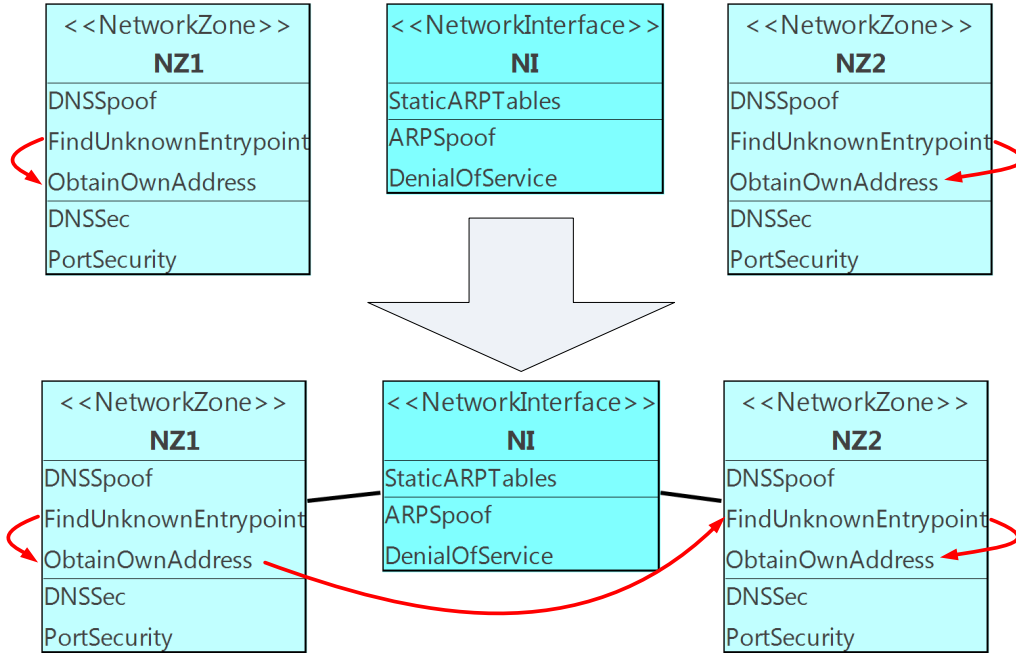 <<NetworkZone>>
NZ1
DNSSpoof
FindUnknownEntrypoint
ObtainOwnAddress
DNSSec
PortSecurity
<<NetworkInterface>>
NI
StaticARPTables
ARPSpoof
DenialOfService
<<NetworkZone>>
NZ2
DNSSpoof
FindUnknownEntrypoint
ObtainOwnAddress
DNSSec
PortSecurity
<<NetworkZone>>
NZ1
DNSSpoof
FindUnknownEntrypoint
ObtainOwnAddress
DNSSec
PortSecurity
<<NetworkInterface>>
NI
StaticARPTables
ARPSpoof
DenialOfService
<<NetworkZone>>
NZ2
DNSSpoof
FindUnknownEntrypoint
ObtainOwnAddress
DNSSec
PortSecurity